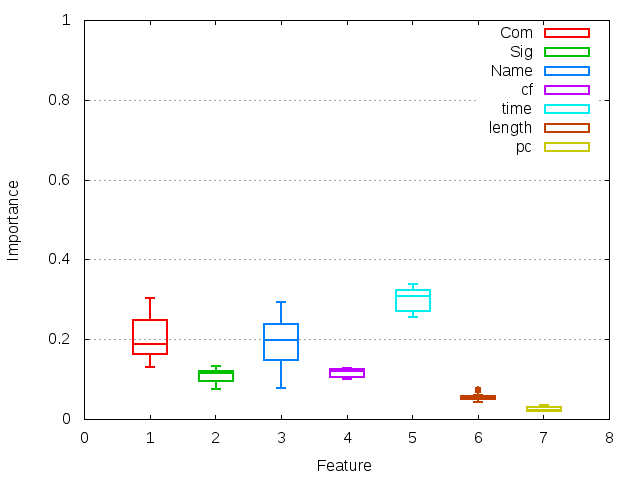 1
0.8
0.6
0.4
0.2
0
Importance
Com
Sig
Name
cf
time
length
pc
0 1 2 3 4 5 6 7 8
Feature